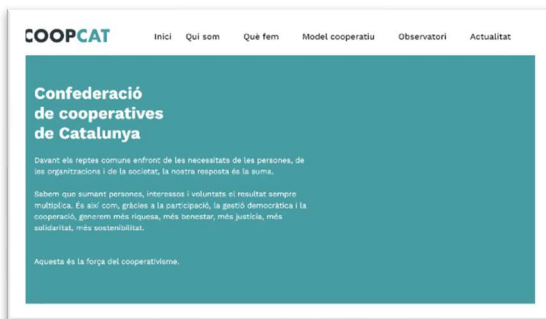 COOPCAT
Inici Qui som Què fem Model cooperatiu Observatori Actualitat
Confederació
de cooperatives
de Catalunya
Davant els reptes comuns enfront de les necessitats de les persones, de
les organitzacions i de la societat, la nostra resposta és la suma.
Sabem que sumant persones, interessos i voluntats el resultat sempre
multiplica. És així com, gràcies a la participació, la gestió democràtica i la
cooperació, generem més riquesa, més benestar, més justícia, més
solidaritat, més sostenibilitat.
Aquesta és la força del cooperativisme.